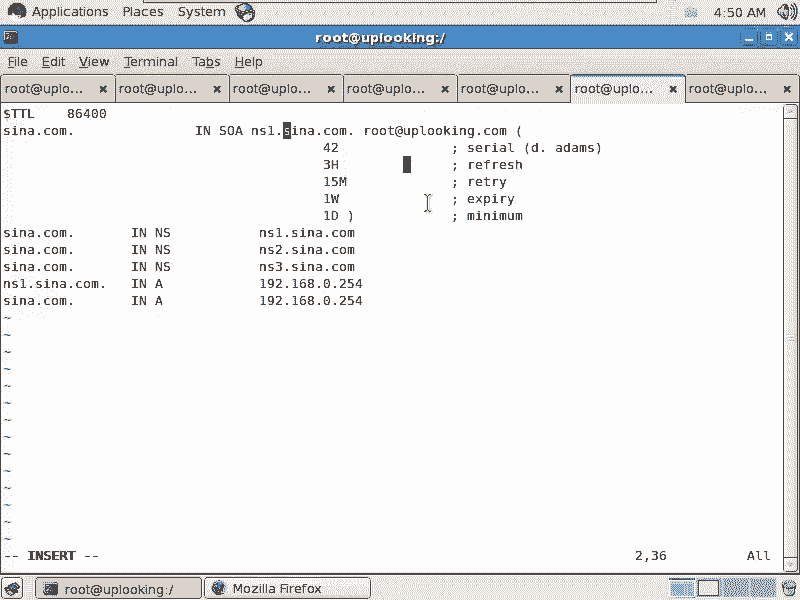 Applications Places System 4:50 AM
root@uplooking:/
File Edit View Terminal Tabs Help
root@uplo... root@uplo... root@uplo... root@uplo... root@uplo... root@uplo... root@uplo...
$TTL 86400
sina.com. IN SOA ns1.sina.com. root@uplooking.com (
42 ; serial (d. adams)
3H ; refresh
15M ; retry
1W ; expiry
1D ) ; minimum
sina.com. IN NS ns1.sina.com
sina.com. IN NS ns2.sina.com
sina.com. IN NS ns3.sina.com
ns1.sina.com. IN A 192.168.0.254
sina.com. IN A 192.168.0.254
~
~
~
~
~
~
~
~
~
~
~
~
~
~
-- INSERT -- 2,36 All
root@uplooking:/ Mozilla Firefox